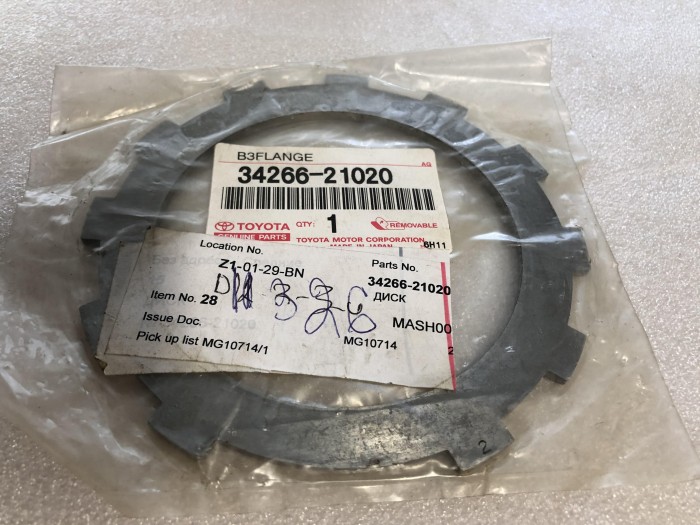 B3FLANGE
AQ
34266-21020
TOYOTA QTY: 1 REMOVABLE
GENUINE PARTS TOYOTA MOTOR CORPORATION
MADE IN JAPAN 8H11
Location No.
Z1-01-29-BN Parts No.
34266-21020
Item No. 28 ДИСК
Issue Doc. MASH00
Pick up list MG10714/1 MG10714 2
2